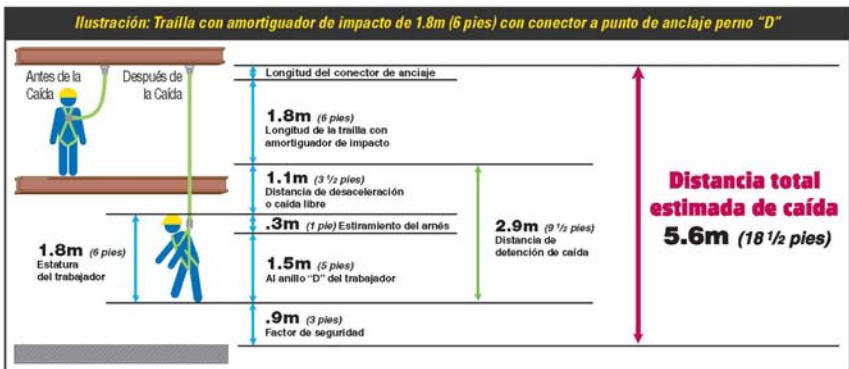 Ilustración: Traílla con amortiguador de impacto de 1.8m (6 pies) con conector a punto de anclaje perno "D"
Antes de la
Caída
Después de
la Caída
Longitud del conector de anclaje
1.8m (6 pies)
Longitud de la traílla con
amortiguador de impacto
1.1m (3 ½ pies)
Distancia de desaceleración
o caída libre
.3m (1 pie) Estiramiento del arnés
1.8m (6 pies)
Estatura
del trabajador
1.5m (5 pies)
Al anillo "D" del trabajador
2.9m (9 ½ pies)
Distancia de
detención de caída
.9m (3 pies)
Factor de seguridad
Distancia total
estimada de caída
5.6m (18 ½ pies)